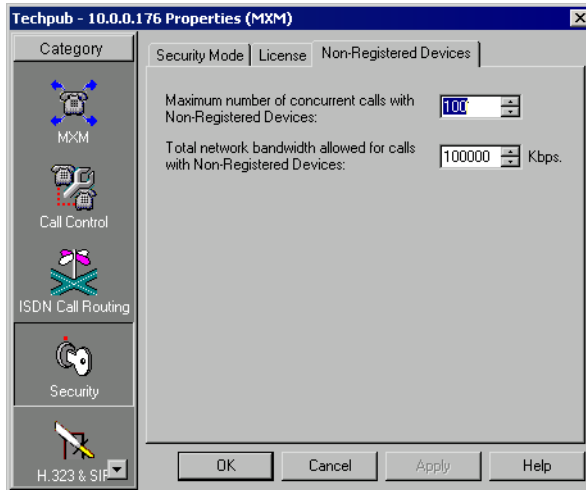 Techpub - 10.0.0.176 Properties (MXM)
Category
MXM
Call Control
ISDN Call Routing
Security
H.323 & SIP
Security Mode License Non-Registered Devices
Maximum number of concurrent calls with
Non-Registered Devices:
100
Total network bandwidth allowed for calls
with Non-Registered Devices:
100000 Kbps.
OK Cancel Apply Help